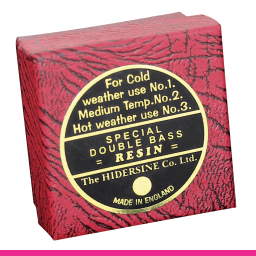 For Cold
weather use No.1.
Medium Temp. No.2.
Hot weather use No.3.
SPECIAL
DOUBLE BASS
= RESIN =
The HIDERSINE Co. Ltd.
MADE IN ENGLAND